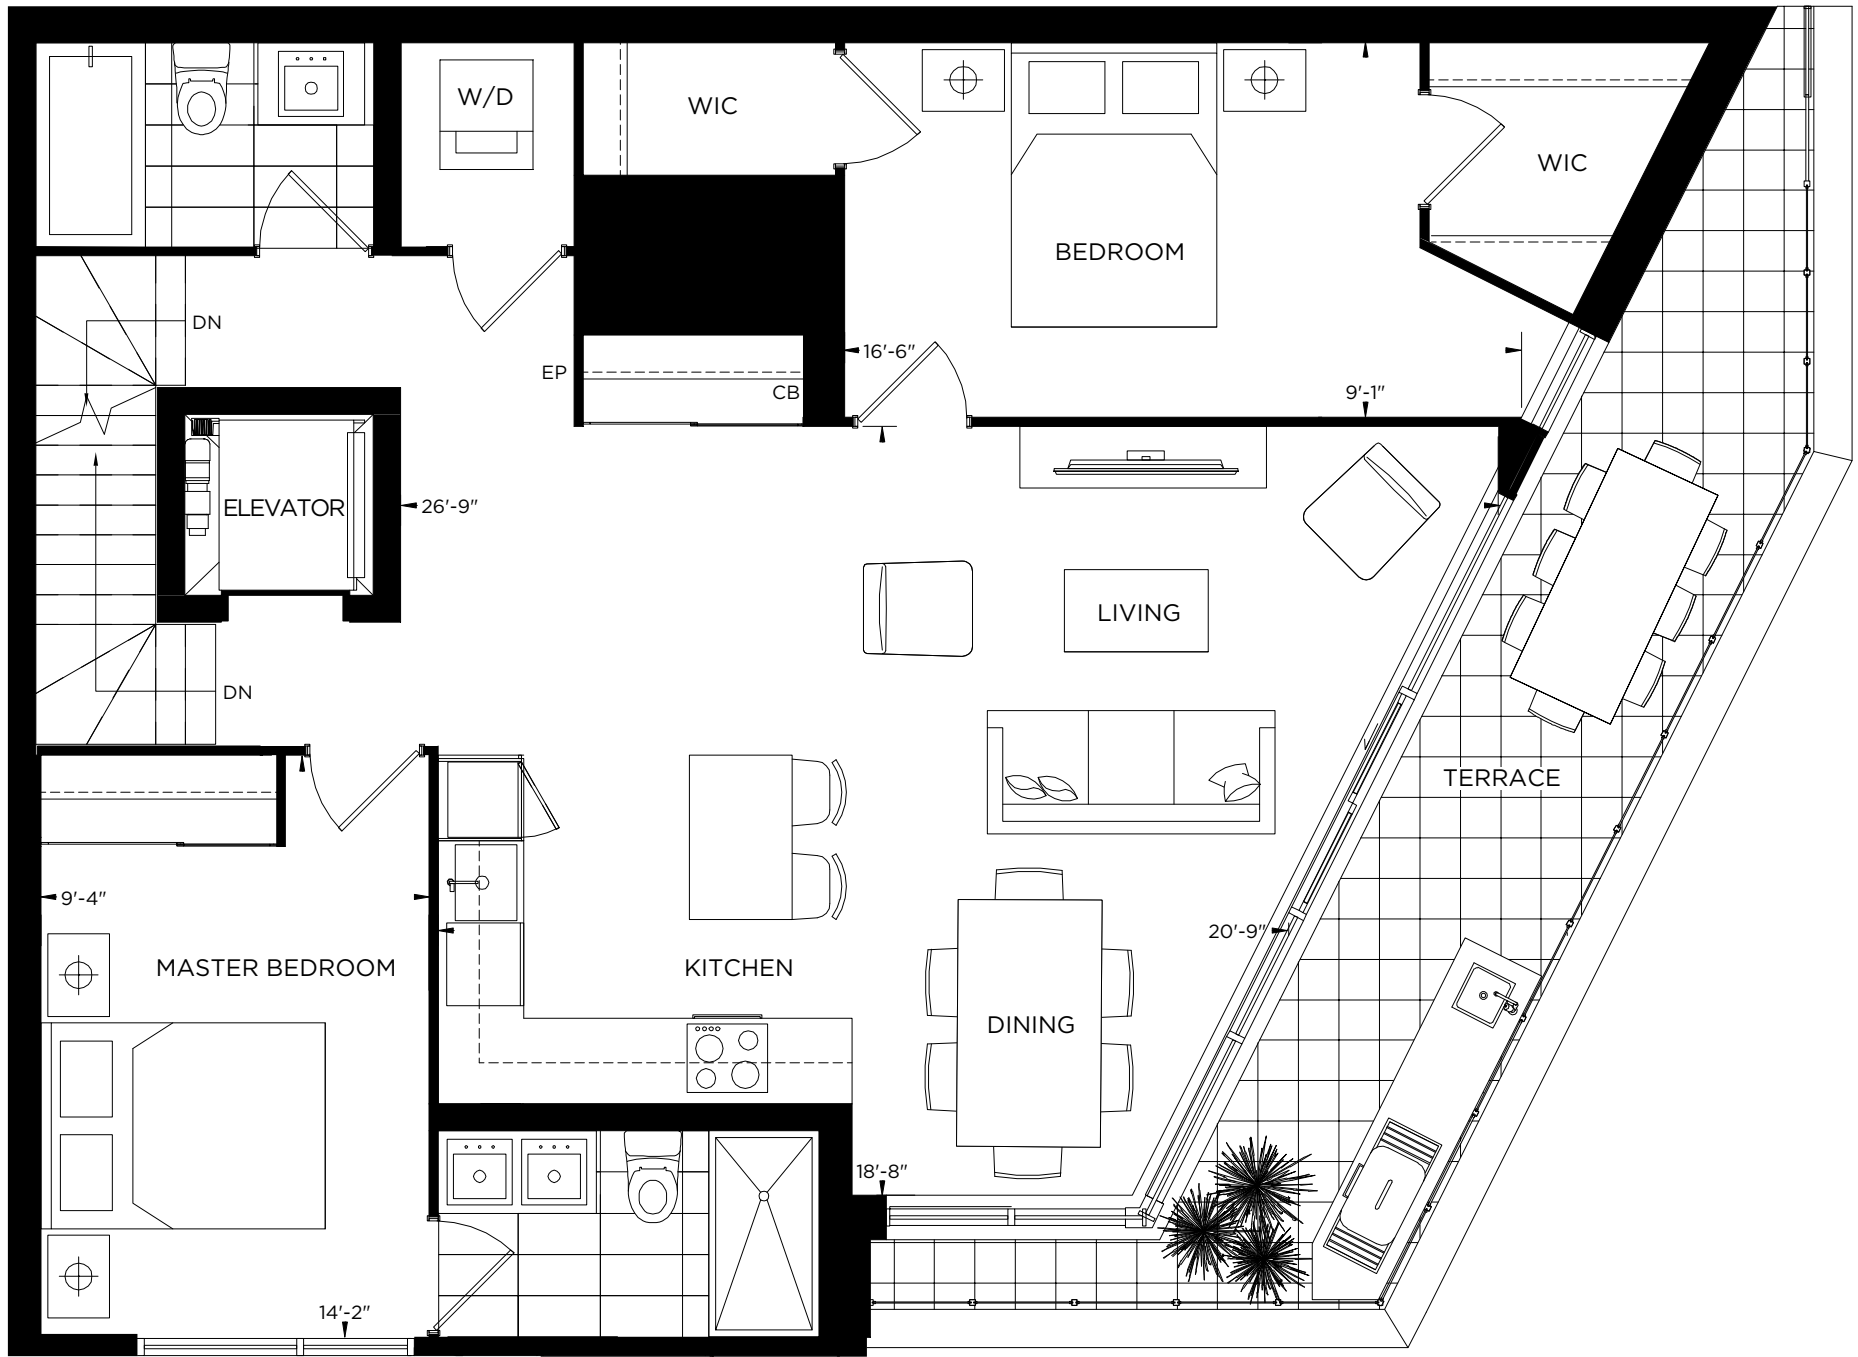 W/D
WIC
WIC
BEDROOM
DN
16'-6"
EP
CB
9'-1"
ELEVATOR
26'-9"
LIVING
DN
TERRACE
9'-4"
20'-9"
MASTER BEDROOM
KITCHEN
DINING
18'-8"
14'-2"